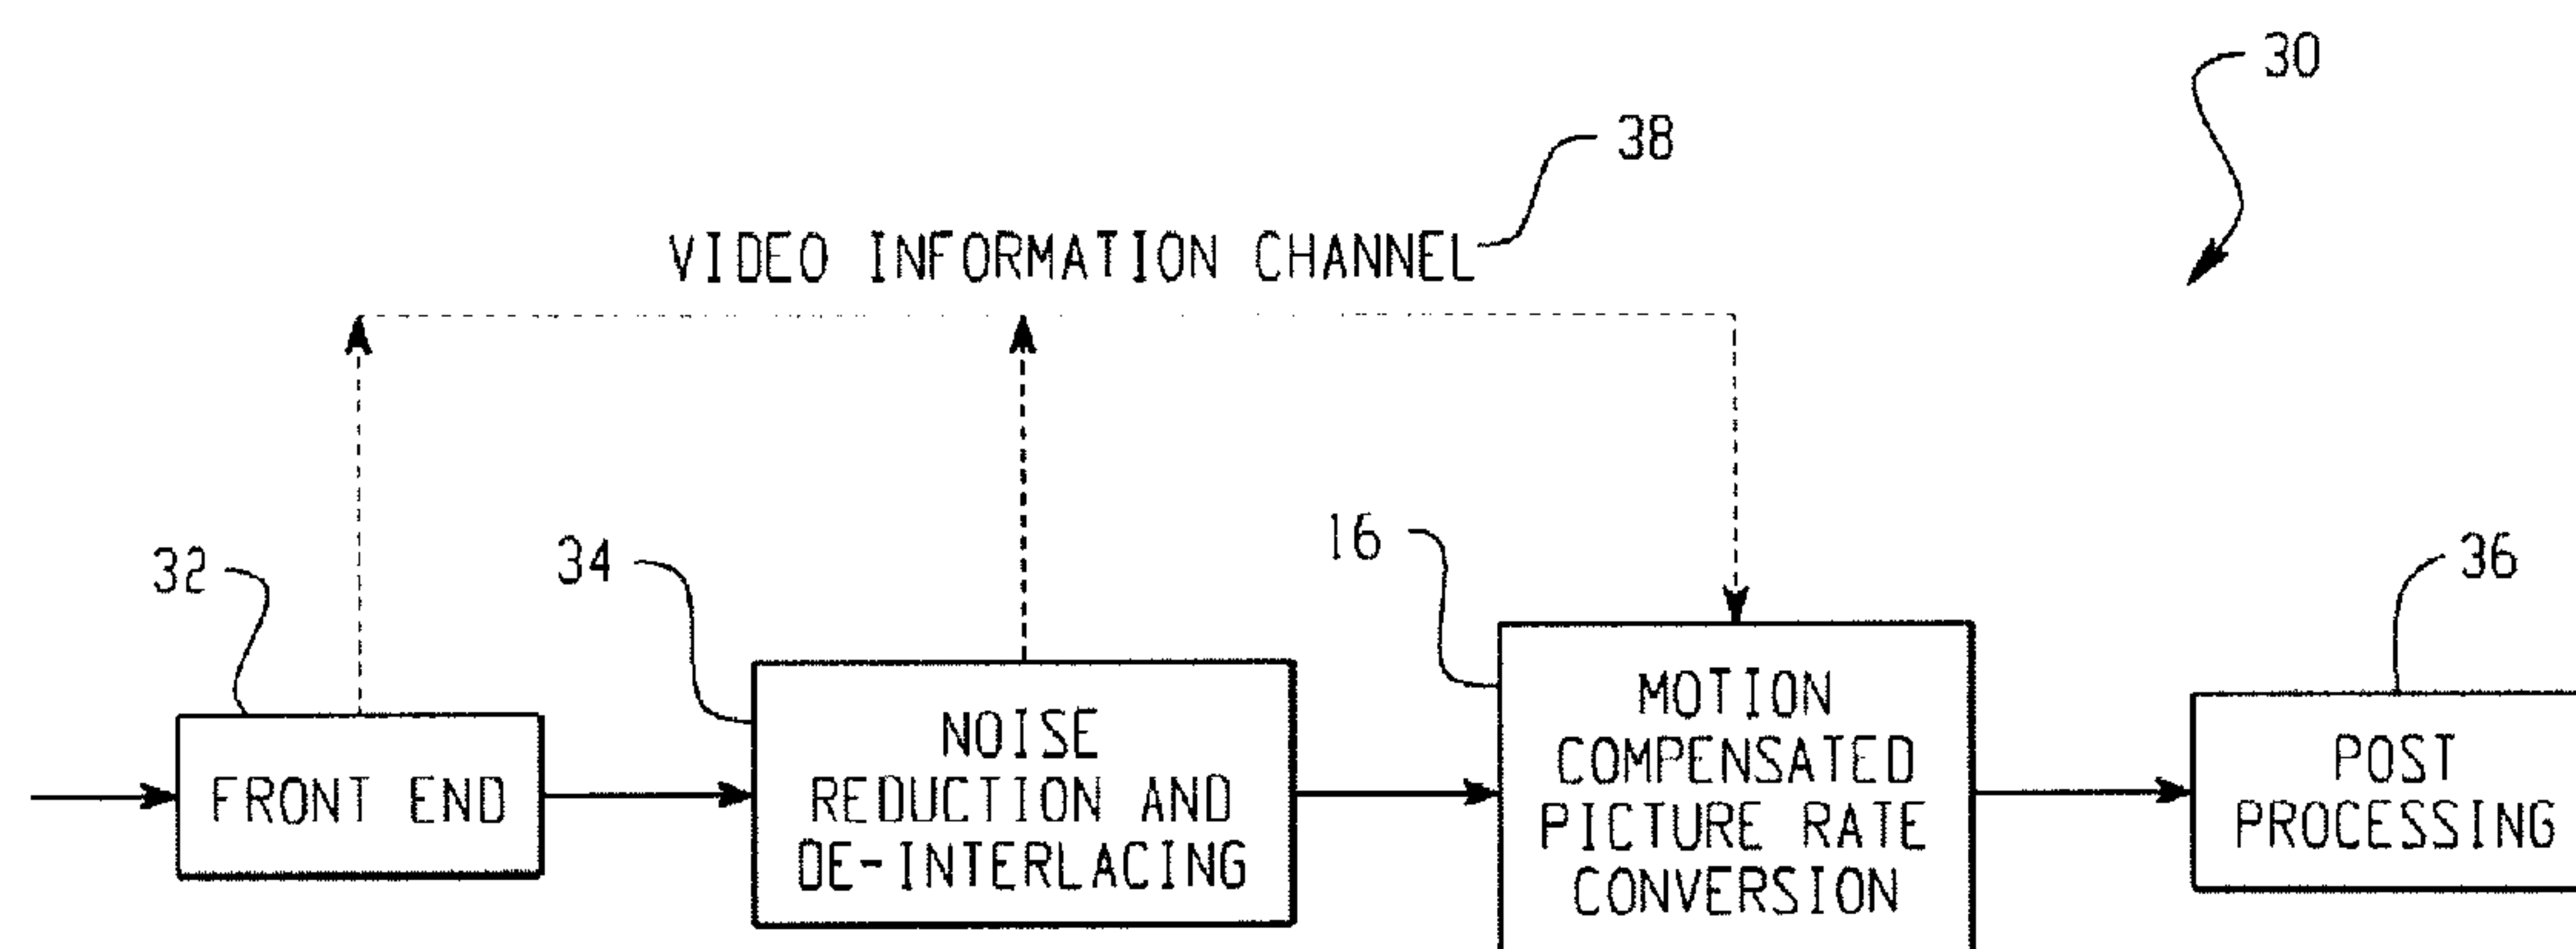 30
38
VIDEO INFORMATION CHANNEL
32
34
16
36
FRONT END
NOISE
REDUCTION AND
DE-INTERLACING
MOTION
COMPENSATED
PICTURE RATE
CONVERSION
POST
PROCESSING